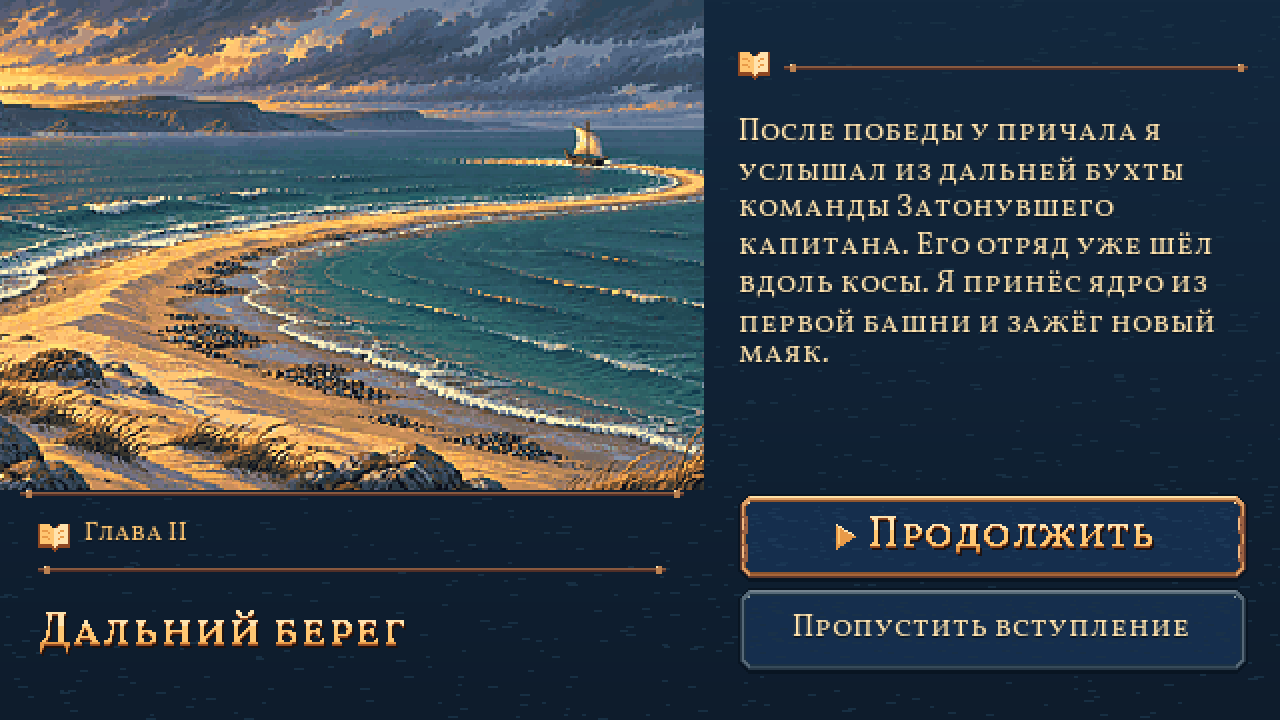 После победы у причала я
услышал из дальней бухты
команды Затонувшего
капитана. Его отряд уже шёл
вдоль косы. Я принёс ядро из
первой башни и зажёг новый
маяк.
Глава II
Дальний берег
Продолжить
Пропустить вступление